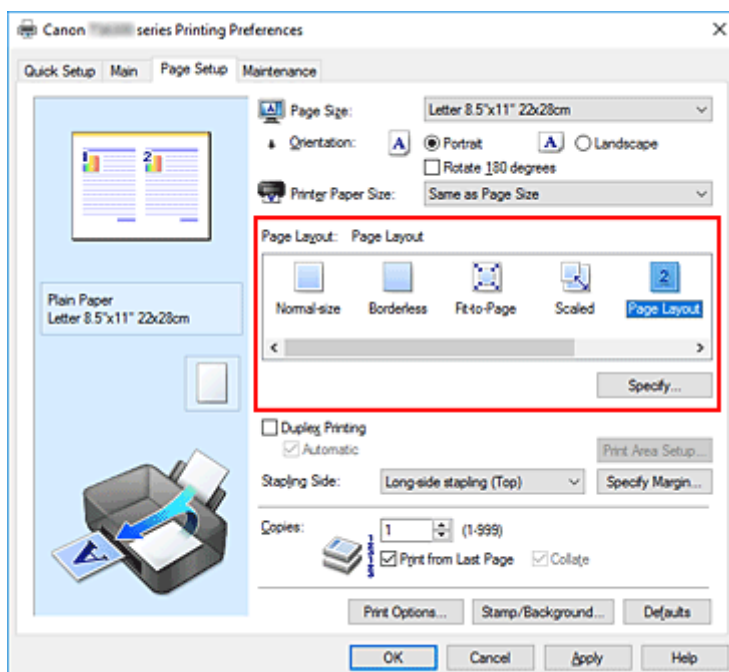 Canon series Printing Preferences
Quick Setup Main Page Setup Maintenance
1 2
Plain Paper
Letter 8.5"x11" 22x28cm
Page Size: Letter 8.5"x11" 22x28cm
Orientation: A Portrait A Landscape
Rotate 180 degrees
Printer Paper Size: Same as Page Size
Page Layout: Page Layout
2
Normal-size Borderless Fit-to-Page Scaled Page Layout
Specify...
Duplex Printing
Automatic
Print Area Setup...
Stapling Side: Long-side stapling (Top) Specify Margin...
Copies: 1 (1-999)
Print from Last Page Collate
A
Print Options... Stamp/Background... Defaults
OK Cancel Apply Help